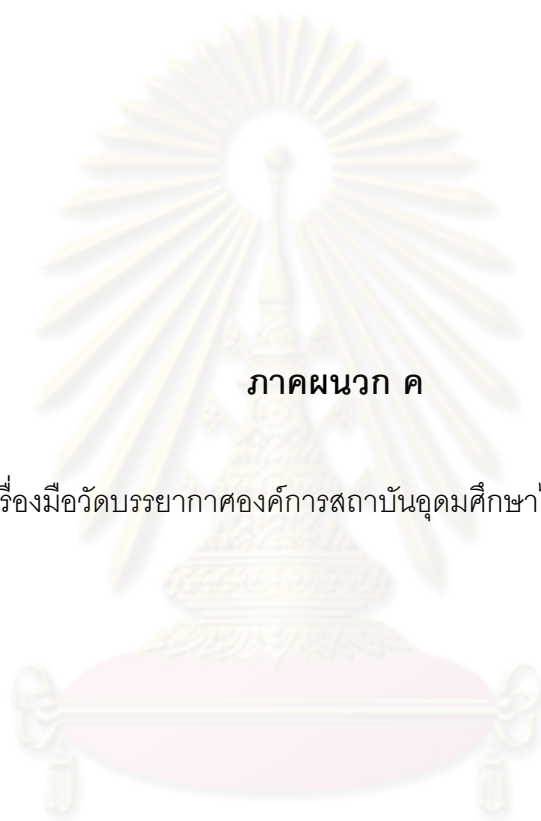 ภาคผนวก ค
รื่องมือวัดบรรยากาศองค์การสถาบันอุดมศึกษา